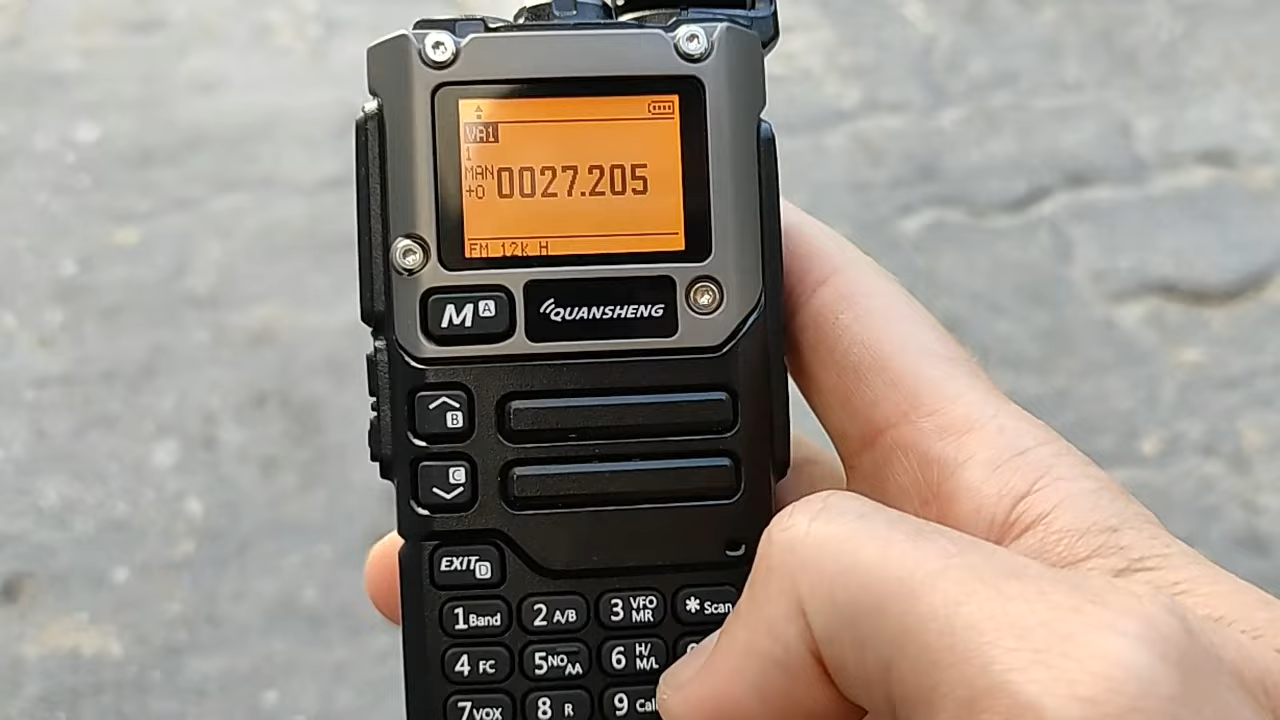 VA1
1
MAN
+0
0027.205
FM 12K H
M A
QUANSHENG
B
C
EXIT D
1 Band
2 A/B
3 VFO MR
* Scan
4 FC
5 NOAA
6 H/M/L
7 VOX
8 R
9 Call